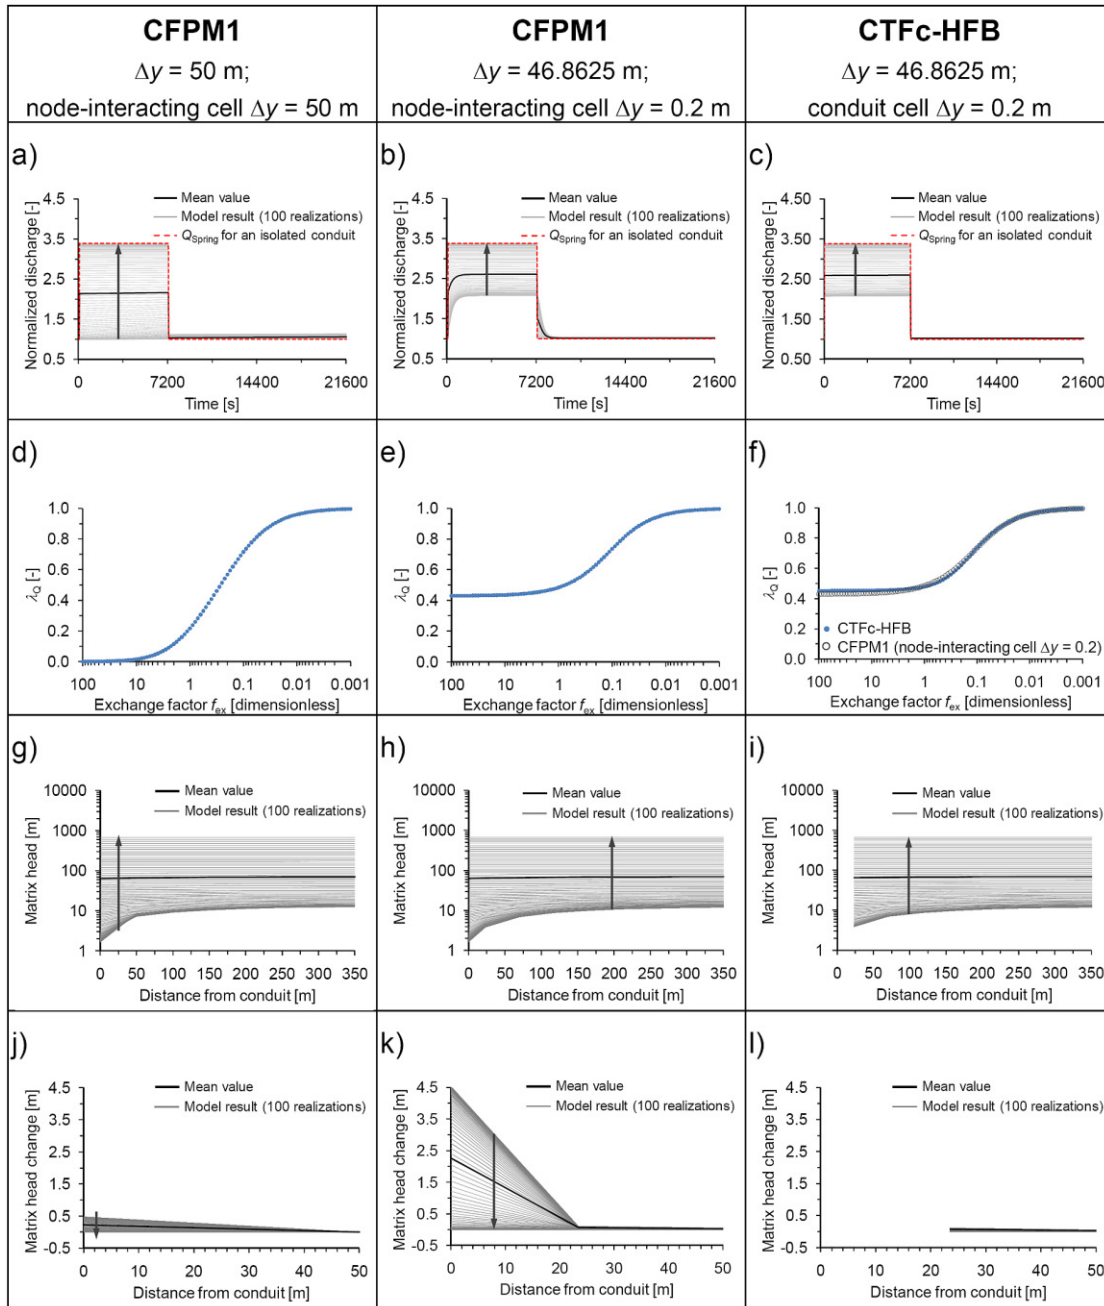 CFPM1
Δy = 50 m;
node-interacting cell Δy = 50 m
CFPM1
Δy = 46.8625 m;
node-interacting cell Δy = 0.2 m
CTFc-HFB
Δy = 46.8625 m;
conduit cell Δy = 0.2 m
a)
Normalized discharge [-]
4.5
3.5
2.5
1.5
0.5
Mean value
Model result (100 realizations)
QSpring for an isolated conduit
0 7200 14400 21600
Time [s]
b)
Normalized discharge [-]
4.5
3.5
2.5
1.5
0.5
Mean value
Model result (100 realizations)
QSpring for an isolated conduit
0 7200 14400 21600
Time [s]
c)
Normalized discharge [-]
4.50
3.50
2.50
1.50
0.50
Mean value
Model result (100 realizations)
QSpring for an isolated conduit
0 7200 14400 21600
Time [s]
d)
λQ [-]
1.0
0.8
0.6
0.4
0.2
0.0
100 10 1 0.1 0.01 0.001
Exchange factor fex [dimensionless]
e)
λQ [-]
1.0
0.8
0.6
0.4
0.2
0.0
100 10 1 0.1 0.01 0.001
Exchange factor fex [dimensionless]
f)
λQ [-]
1.0
0.8
0.6
0.4
0.2
0.0
CTFc-HFB
CFPM1 (node-interacting cell Δy = 0.2)
100 10 1 0.1 0.01 0.001
Exchange factor fex [dimensionless]
g)
Matrix head [m]
10000
1000
100
10
1
Mean value
Model result (100 realizations)
0 50 100 150 200 250 300 350
Distance from conduit [m]
h)
Matrix head [m]
10000
1000
100
10
1
Mean value
Model result (100 realizations)
0 50 100 150 200 250 300 350
Distance from conduit [m]
i)
Matrix head [m]
10000
1000
100
10
1
Mean value
Model result (100 realizations)
0 50 100 150 200 250 300 350
Distance from conduit [m]
j)
Matrix head change [m]
4.5
3.5
2.5
1.5
0.5
-0.5
Mean value
Model result (100 realizations)
0 10 20 30 40 50
Distance from conduit [m]
k)
Matrix head change [m]
4.5
3.5
2.5
1.5
0.5
-0.5
Mean value
Model result (100 realizations)
0 10 20 30 40 50
Distance from conduit [m]
l)
Matrix head change [m]
4.5
3.5
2.5
1.5
0.5
-0.5
Mean value
Model result (100 realizations)
0 10 20 30 40 50
Distance from conduit [m]